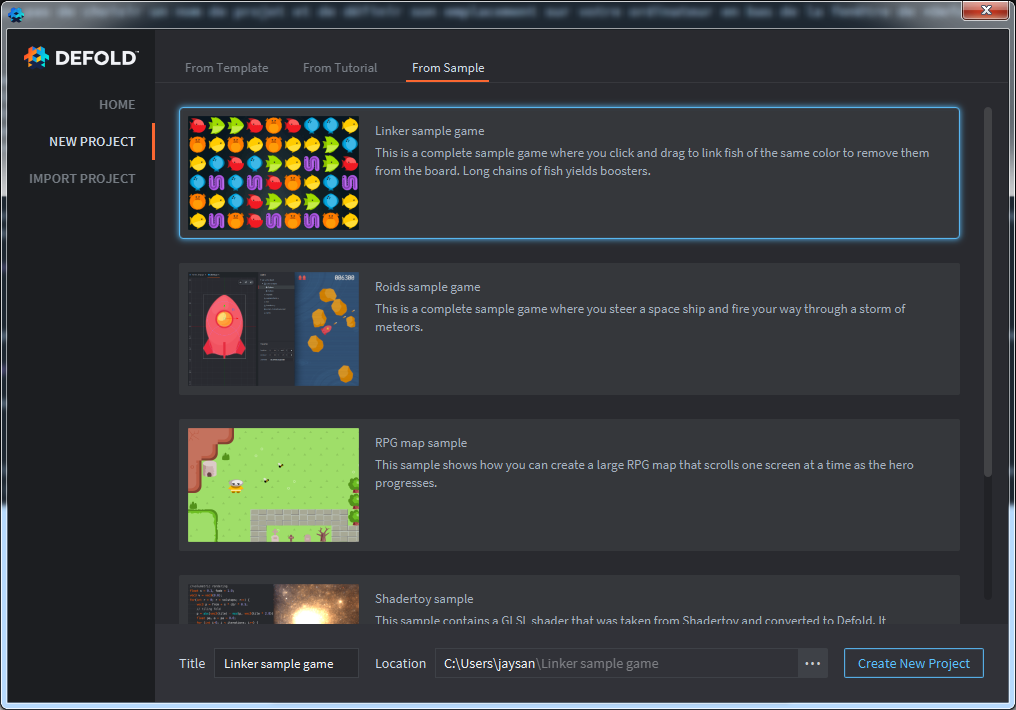 DEFOLD™
HOME
NEW PROJECT
IMPORT PROJECT
From Template
From Tutorial
From Sample
Linker sample game
This is a complete sample game where you click and drag to link fish of the same color to remove them
from the board. Long chains of fish yields boosters.
006300
Roids sample game
This is a complete sample game where you steer a space ship and fire your way through a storm of
meteors.
RPG map sample
This sample shows how you can create a large RPG map that scrolls one screen at a time as the hero
progresses.
Shadertoy sample
This sample contains a GLSL shader that was taken from Shadertoy and converted to Defold. It
Title
Linker sample game
Location
C:\Users\jaysan\Linker sample game
Create New Project